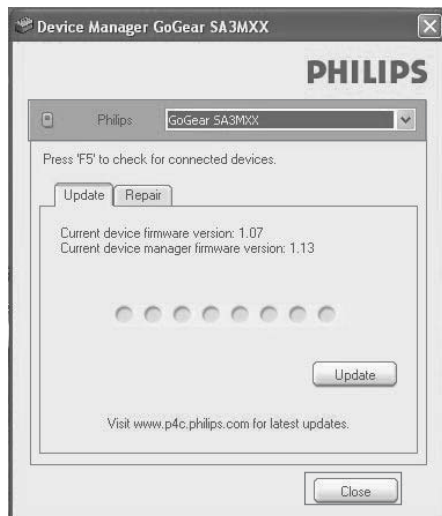 Device Manager GoGear SA3MXX
PHILIPS
Philips GoGear SA3MXX
Press 'F5' to check for connected devices.
Update Repair
Current device firmware version: 1.07
Current device manager firmware version: 1.13
Update
Visit www.p4c.philips.com for latest updates.
Close